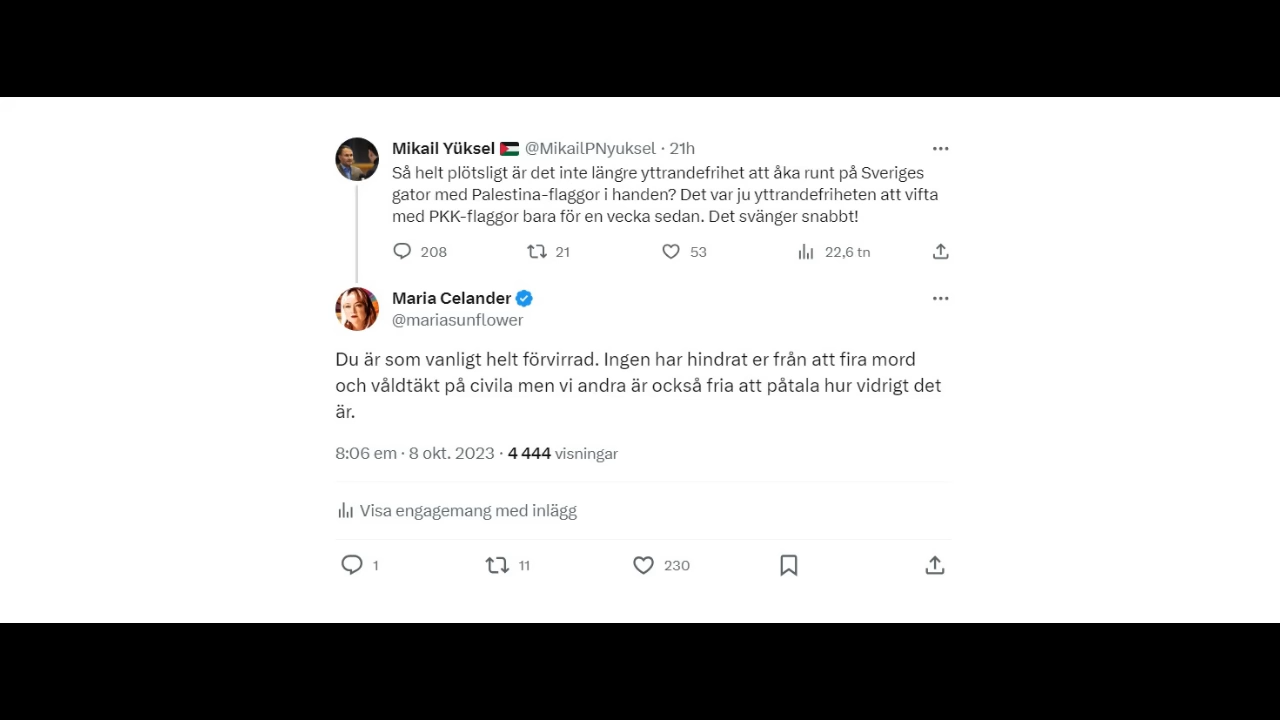 Mikail Yüksel 🇵🇸 @MikailPNyuksel · 21h
Så helt plötsligt är det inte längre yttrandefrihet att åka runt på Sveriges
gator med Palestina-flaggor i handen? Det var ju yttrandefriheten att vifta
med PKK-flaggor bara för en vecka sedan. Det svänger snabbt!
208 21 53 22,6 tn
Maria Celander
@mariasunflower
Du är som vanligt helt förvirrad. Ingen har hindrat er från att fira mord
och våldtäkt på civila men vi andra är också fria att påtala hur vidrigt det
är.
8:06 em · 8 okt. 2023 · 4 444 visningar
Visa engagemang med inlägg
1 11 230